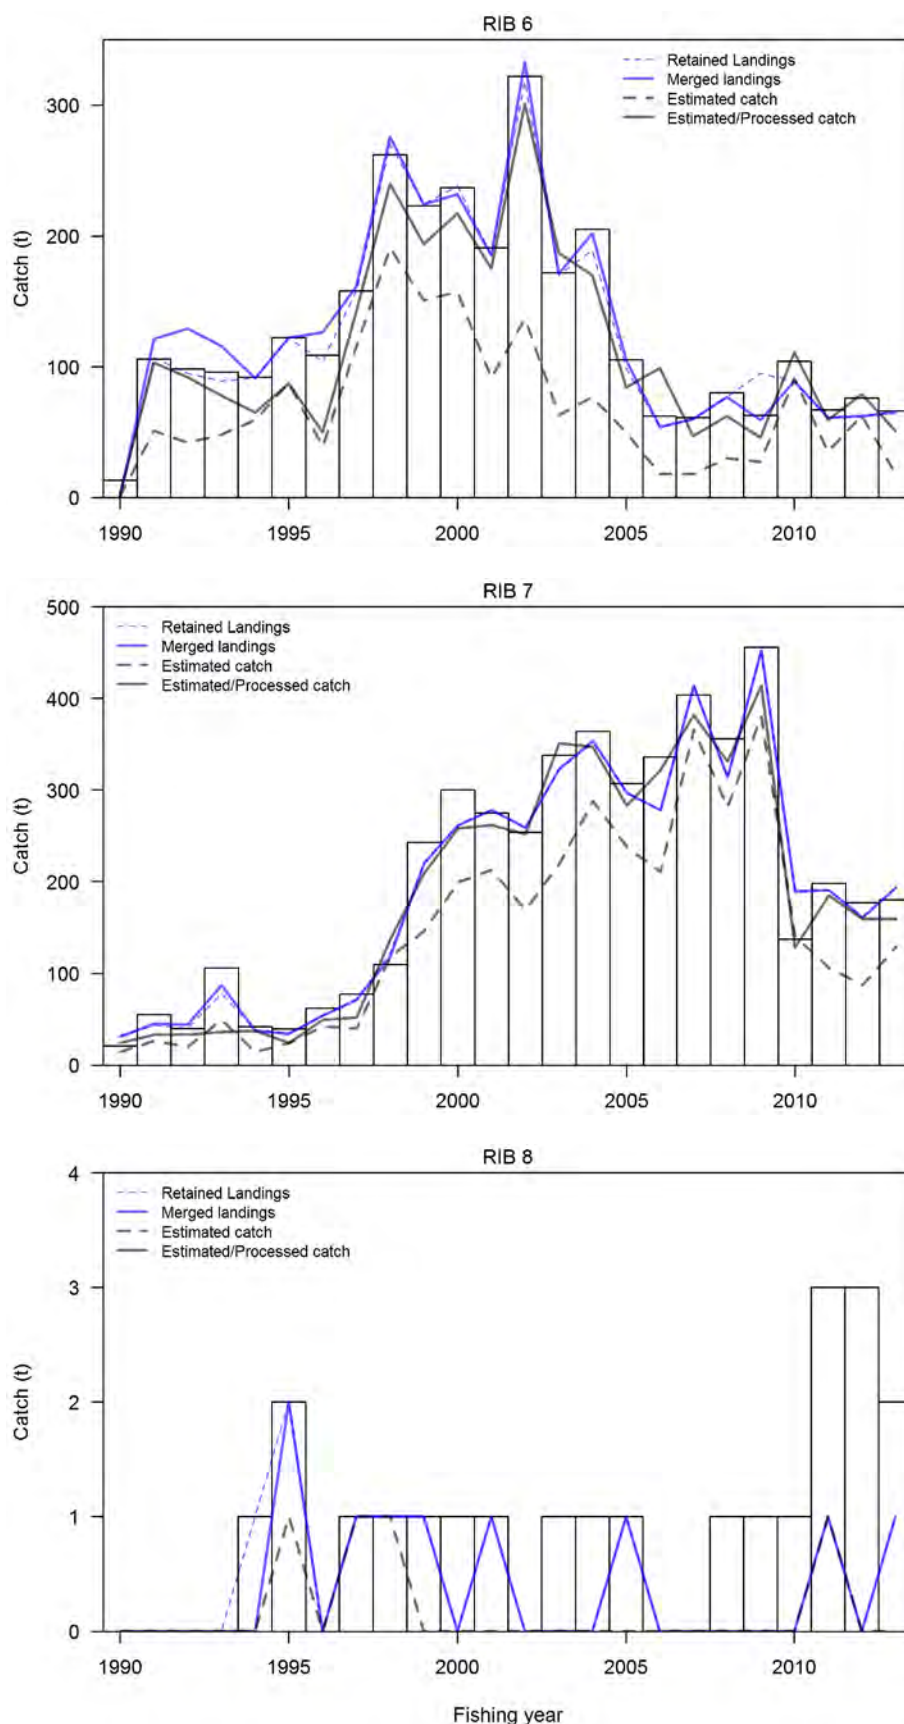 RIB 6
Retained Landings
Merged landings
Estimated catch
Estimated/Processed catch
300
200
100
0
Catch (t)
1990 1995 2000 2005 2010
RIB 7
Retained Landings
Merged landings
Estimated catch
Estimated/Processed catch
500
400
300
200
100
0
Catch (t)
1990 1995 2000 2005 2010
RIB 8
Retained Landings
Merged landings
Estimated catch
Estimated/Processed catch
4
3
2
1
0
Catch (t)
1990 1995 2000 2005 2010
Fishing year